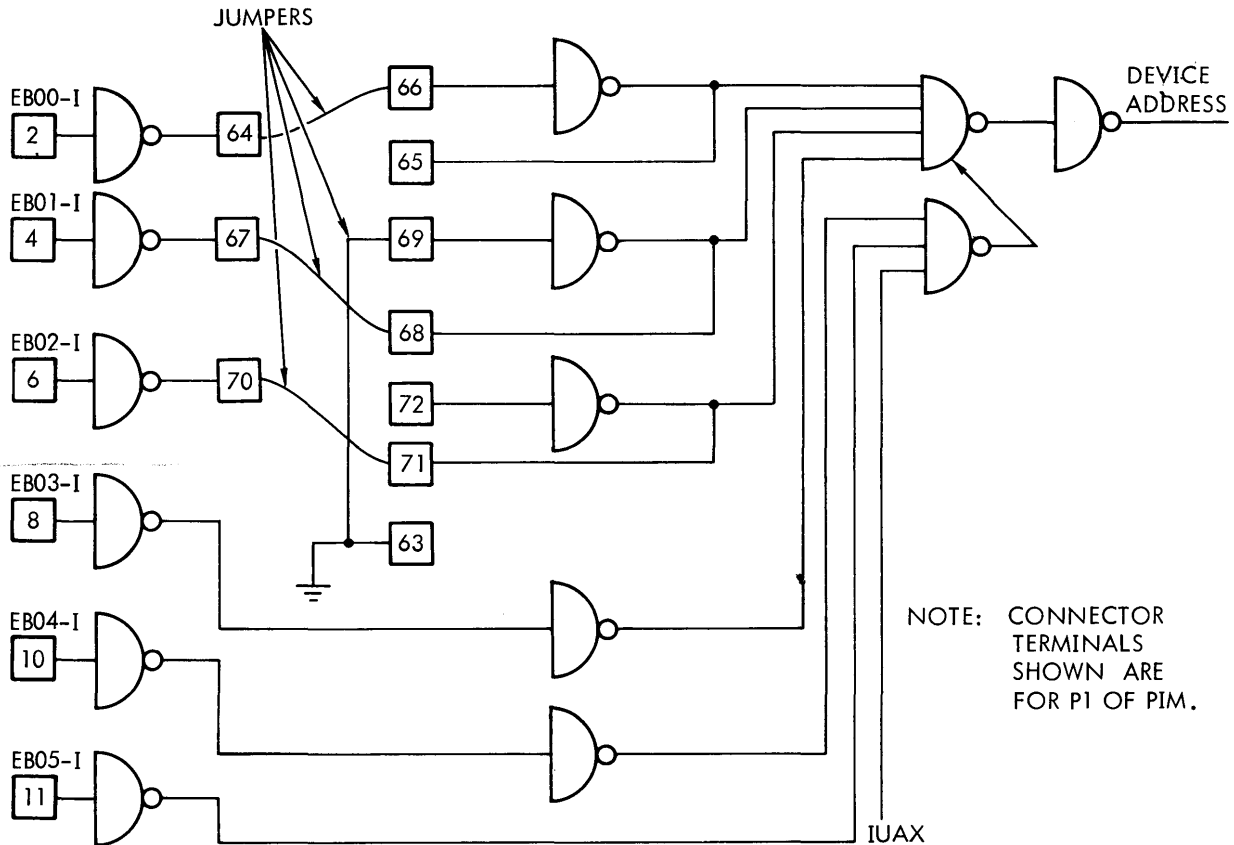 JUMPERS
EB00-I
2
64
66
65
DEVICE
ADDRESS
EB01-I
4
67
69
68
EB02-I
6
70
72
71
EB03-I
8
63
EB04-I
10
NOTE: CONNECTOR
TERMINALS
SHOWN ARE
FOR P1 OF PIM.
EB05-I
11
IUAX